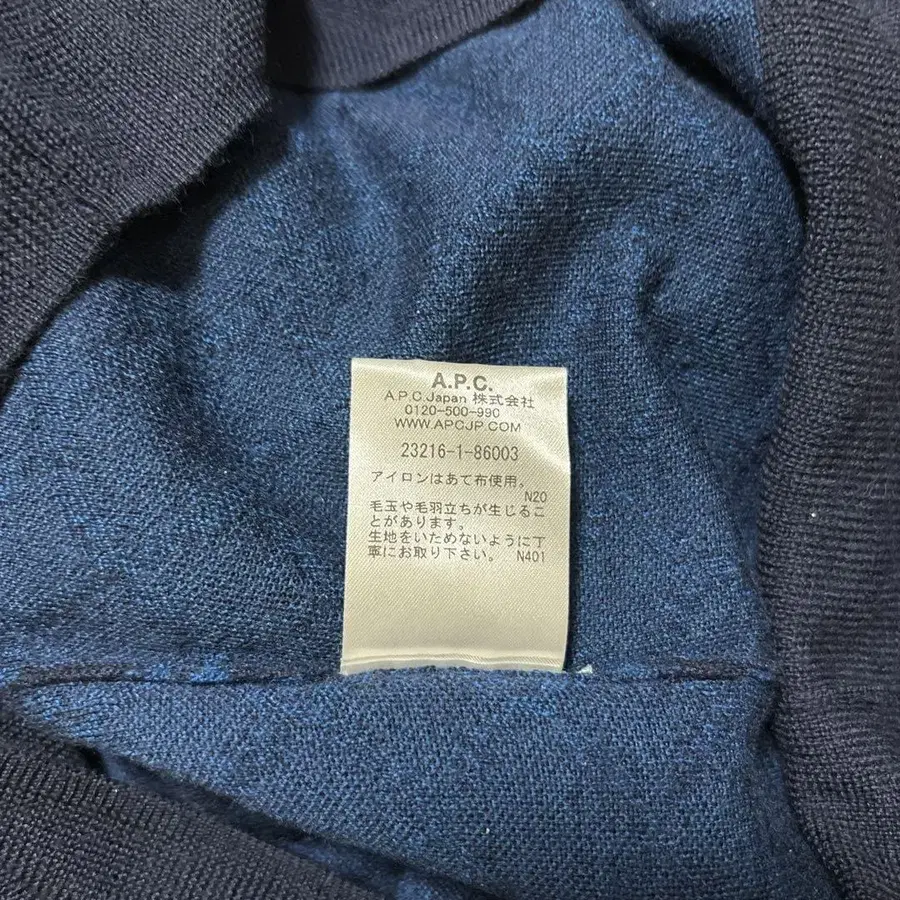 A.P.C.
A.P.C.Japan 株式会社
0120-500-990
WWW.APCJP.COM
23216-1-86003
アイロンはあて布使用。
N20
毛玉や毛羽立ちが生じるこ
とがあります。
生地をいためないように丁
寧にお取り下さい。 N401